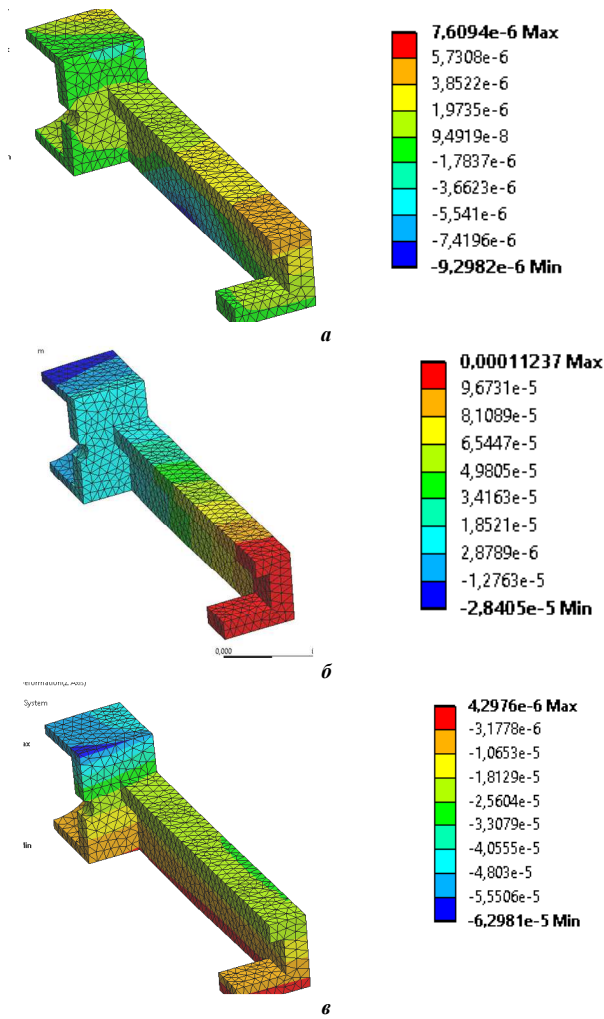 7,6094e-6 Max
5,7308e-6
3,8522e-6
1,9735e-6
9,4919e-8
-1,7837e-6
-3,6623e-6
-5,541e-6
-7,4196e-6
-9,2982e-6 Min
а
m
0,00011237 Max
9,6731e-5
8,1089e-5
6,5447e-5
4,9805e-5
3,4163e-5
1,8521e-5
2,8789e-6
-1,2763e-5
-2,8405e-5 Min
0,000
б
System
4,2976e-6 Max
-3,1778e-6
-1,0653e-5
-1,8129e-5
-2,5604e-5
-3,3079e-5
-4,0555e-5
-4,803e-5
-5,5506e-5
-6,2981e-5 Min
в